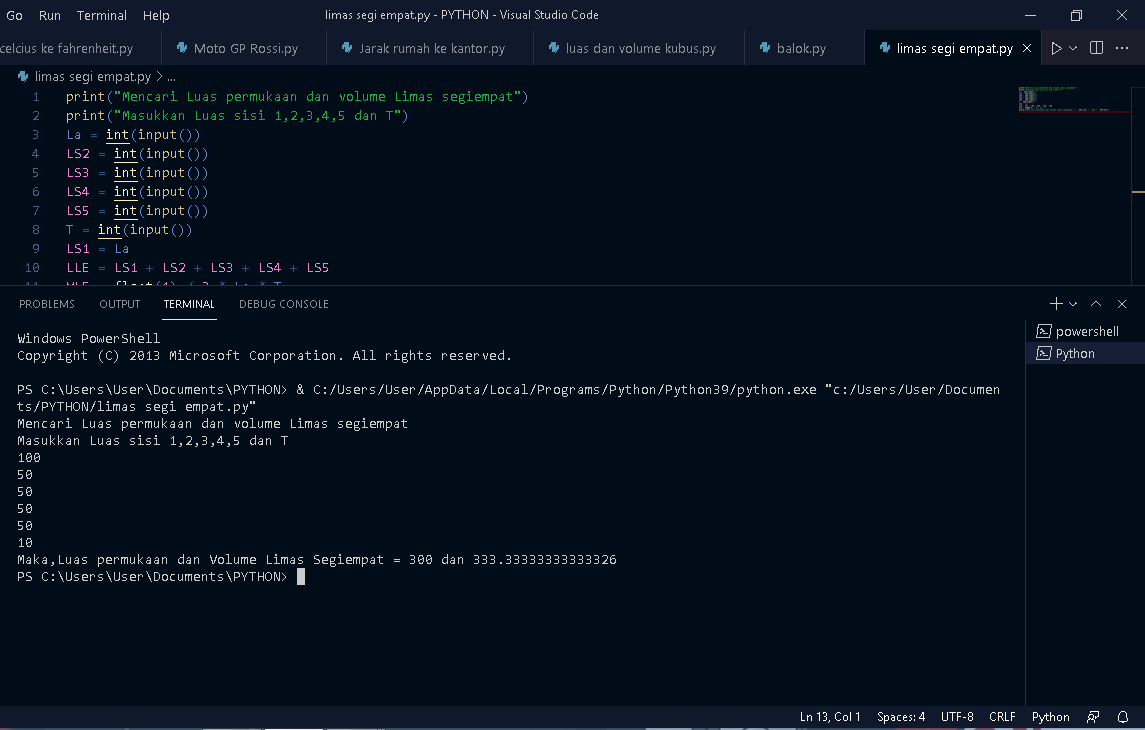 Go Run Terminal Help limas segi empat.py - PYTHON - Visual Studio Code
celcius ke fahrenheit.py Moto GP Rossi.py Jarak rumah ke kantor.py luas dan volume kubus.py balok.py limas segi empat.py
limas segi empat.py > ...
1 print("Mencari Luas permukaan dan volume Limas segiempat")
2 print("Masukkan Luas sisi 1,2,3,4,5 dan T")
3 La = int(input())
4 LS2 = int(input())
5 LS3 = int(input())
6 LS4 = int(input())
7 LS5 = int(input())
8 T = int(input())
9 LS1 = La
10 LLE = LS1 + LS2 + LS3 + LS4 + LS5
PROBLEMS OUTPUT TERMINAL DEBUG CONSOLE
powershell
Python
Windows PowerShell
Copyright (C) 2013 Microsoft Corporation. All rights reserved.
PS C:\Users\User\Documents\PYTHON> & C:/Users/User/AppData/Local/Programs/Python/Python39/python.exe "c:/Users/User/Documen
ts/PYTHON/limas segi empat.py"
Mencari Luas permukaan dan volume Limas segiempat
Masukkan Luas sisi 1,2,3,4,5 dan T
100
50
50
50
50
10
Maka,Luas permukaan dan Volume Limas Segiempat = 300 dan 333.33333333333326
PS C:\Users\User\Documents\PYTHON>
Ln 13, Col 1 Spaces: 4 UTF-8 CRLF Python